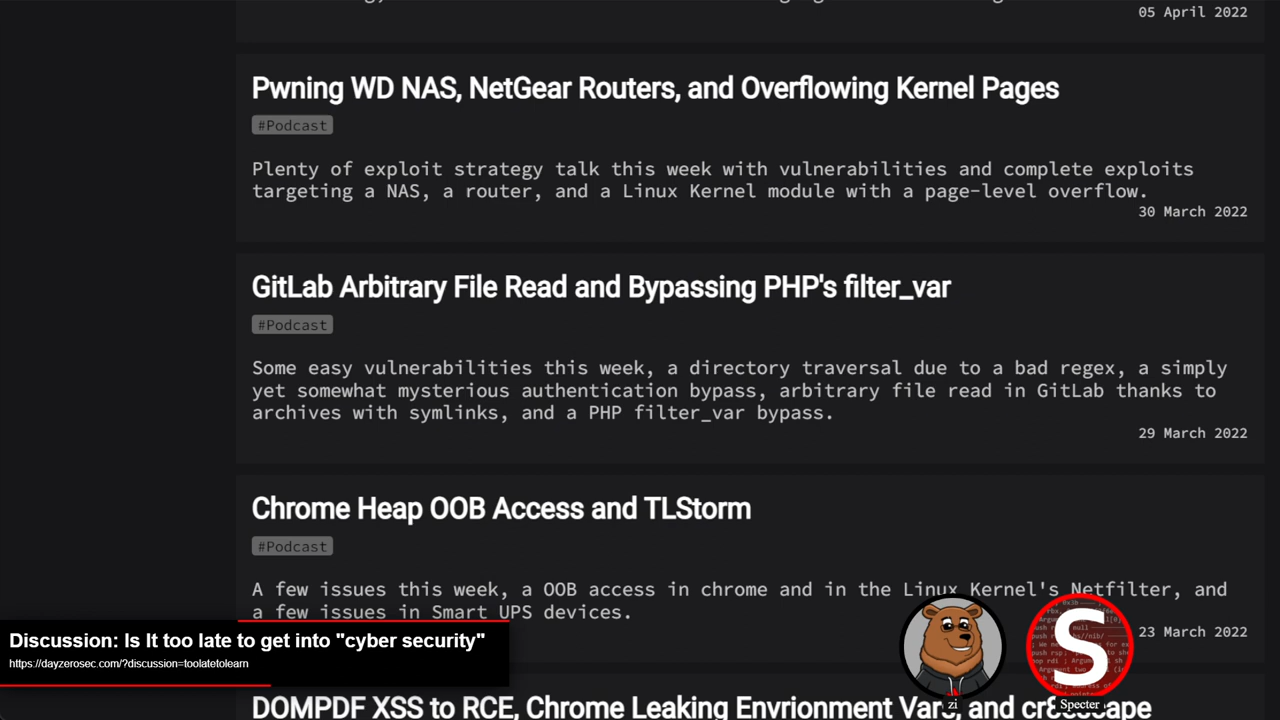 05 April 2022
Pwning WD NAS, NetGear Routers, and Overflowing Kernel Pages
#Podcast
Plenty of exploit strategy talk this week with vulnerabilities and complete exploits
targeting a NAS, a router, and a Linux Kernel module with a page-level overflow.
30 March 2022
GitLab Arbitrary File Read and Bypassing PHP's filter_var
#Podcast
Some easy vulnerabilities this week, a directory traversal due to a bad regex, a simply
yet somewhat mysterious authentication bypass, arbitrary file read in GitLab thanks to
archives with symlinks, and a PHP filter_var bypass.
29 March 2022
Chrome Heap OOB Access and TLStorm
#Podcast
A few issues this week, a OOB access in chrome and in the Linux Kernel's Netfilter, and
a few issues in Smart UPS devices.
23 March 2022
Discussion: Is It too late to get into "cyber security"
https://dayzerosec.com/?discussion=toolatetolearn
S
zi
Specter
DOMPDF XSS to RCE, Chrome Leaking Envrionment Vars, and